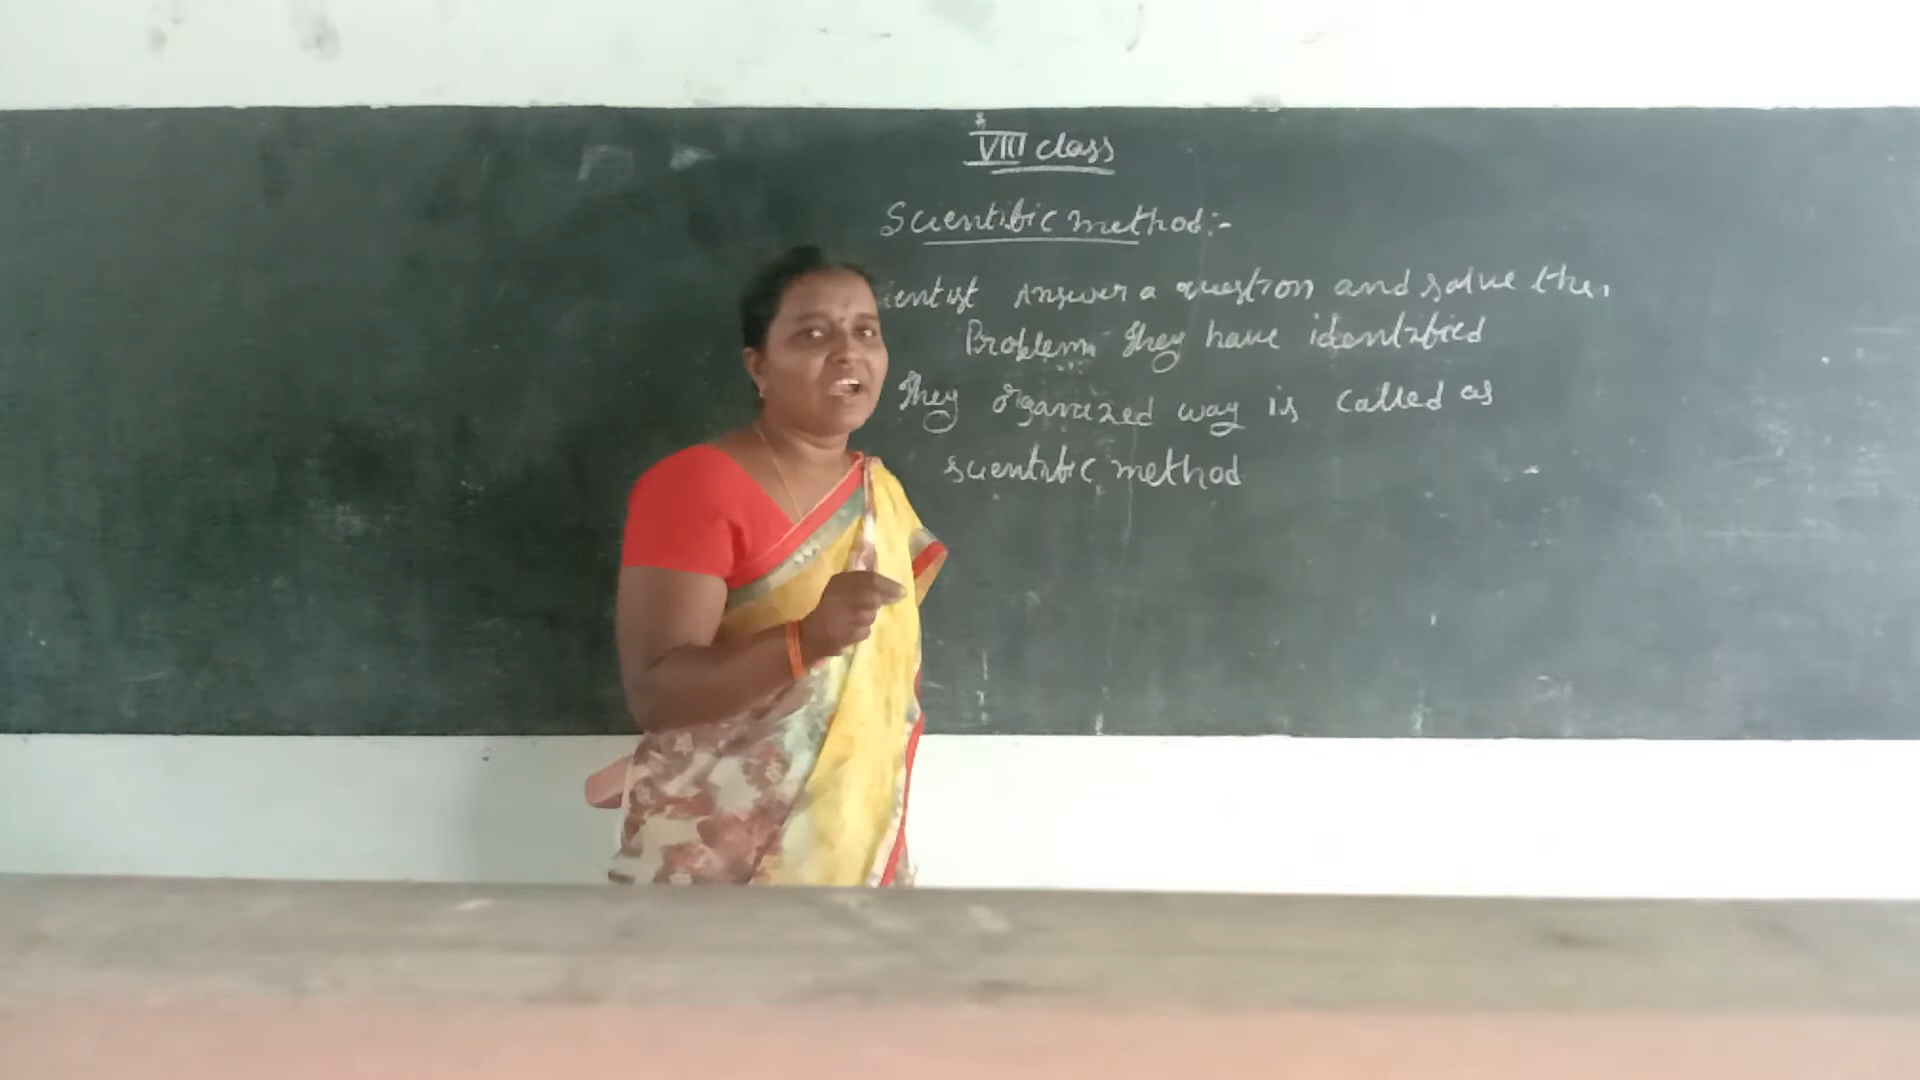 VIII class
Scientific method:-
ientist Answer a question and solve the
Problem They have identified
They organized way is called as
scientific method